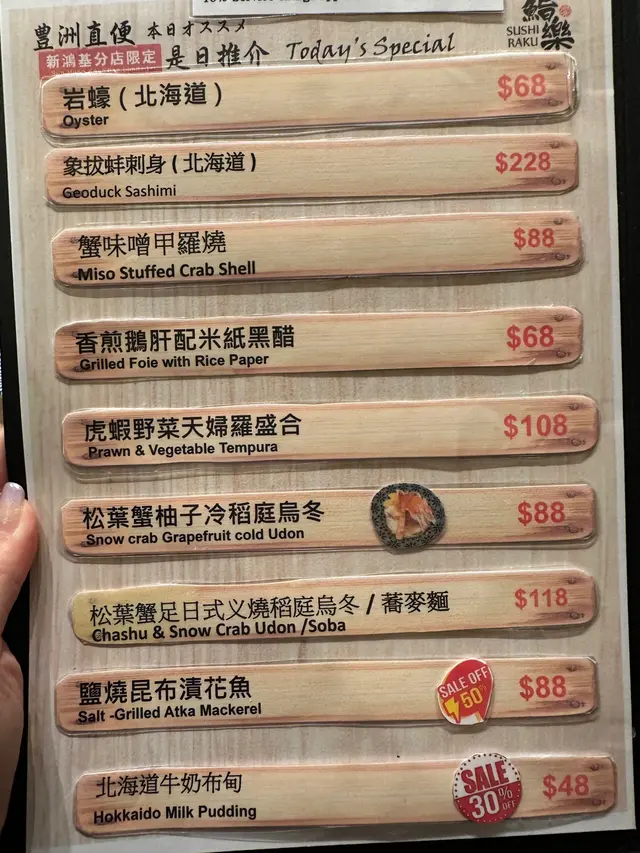 豊洲直便 本日オススメ
新鴻基分店限定
是日推介 Today's Special
鮨樂
SUSHI
RAKU
岩蠔 ( 北海道 ) $68
Oyster
象拔蚌刺身 ( 北海道 ) $228
Geoduck Sashimi
蟹味噌甲羅燒 $88
Miso Stuffed Crab Shell
香煎鵝肝配米紙黑醋 $68
Grilled Foie with Rice Paper
虎蝦野菜天婦羅盛合 $108
Prawn & Vegetable Tempura
松葉蟹柚子冷稻庭烏冬 $88
Snow crab Grapefruit cold Udon
松葉蟹足日式义燒稻庭烏冬 / 蕎麥麵 $118
Chashu & Snow Crab Udon /Soba
鹽燒昆布漬花魚 $88
Salt -Grilled Atka Mackerel
SALE OFF
50%
北海道牛奶布甸 $48
Hokkaido Milk Pudding
SALE
30% OFF